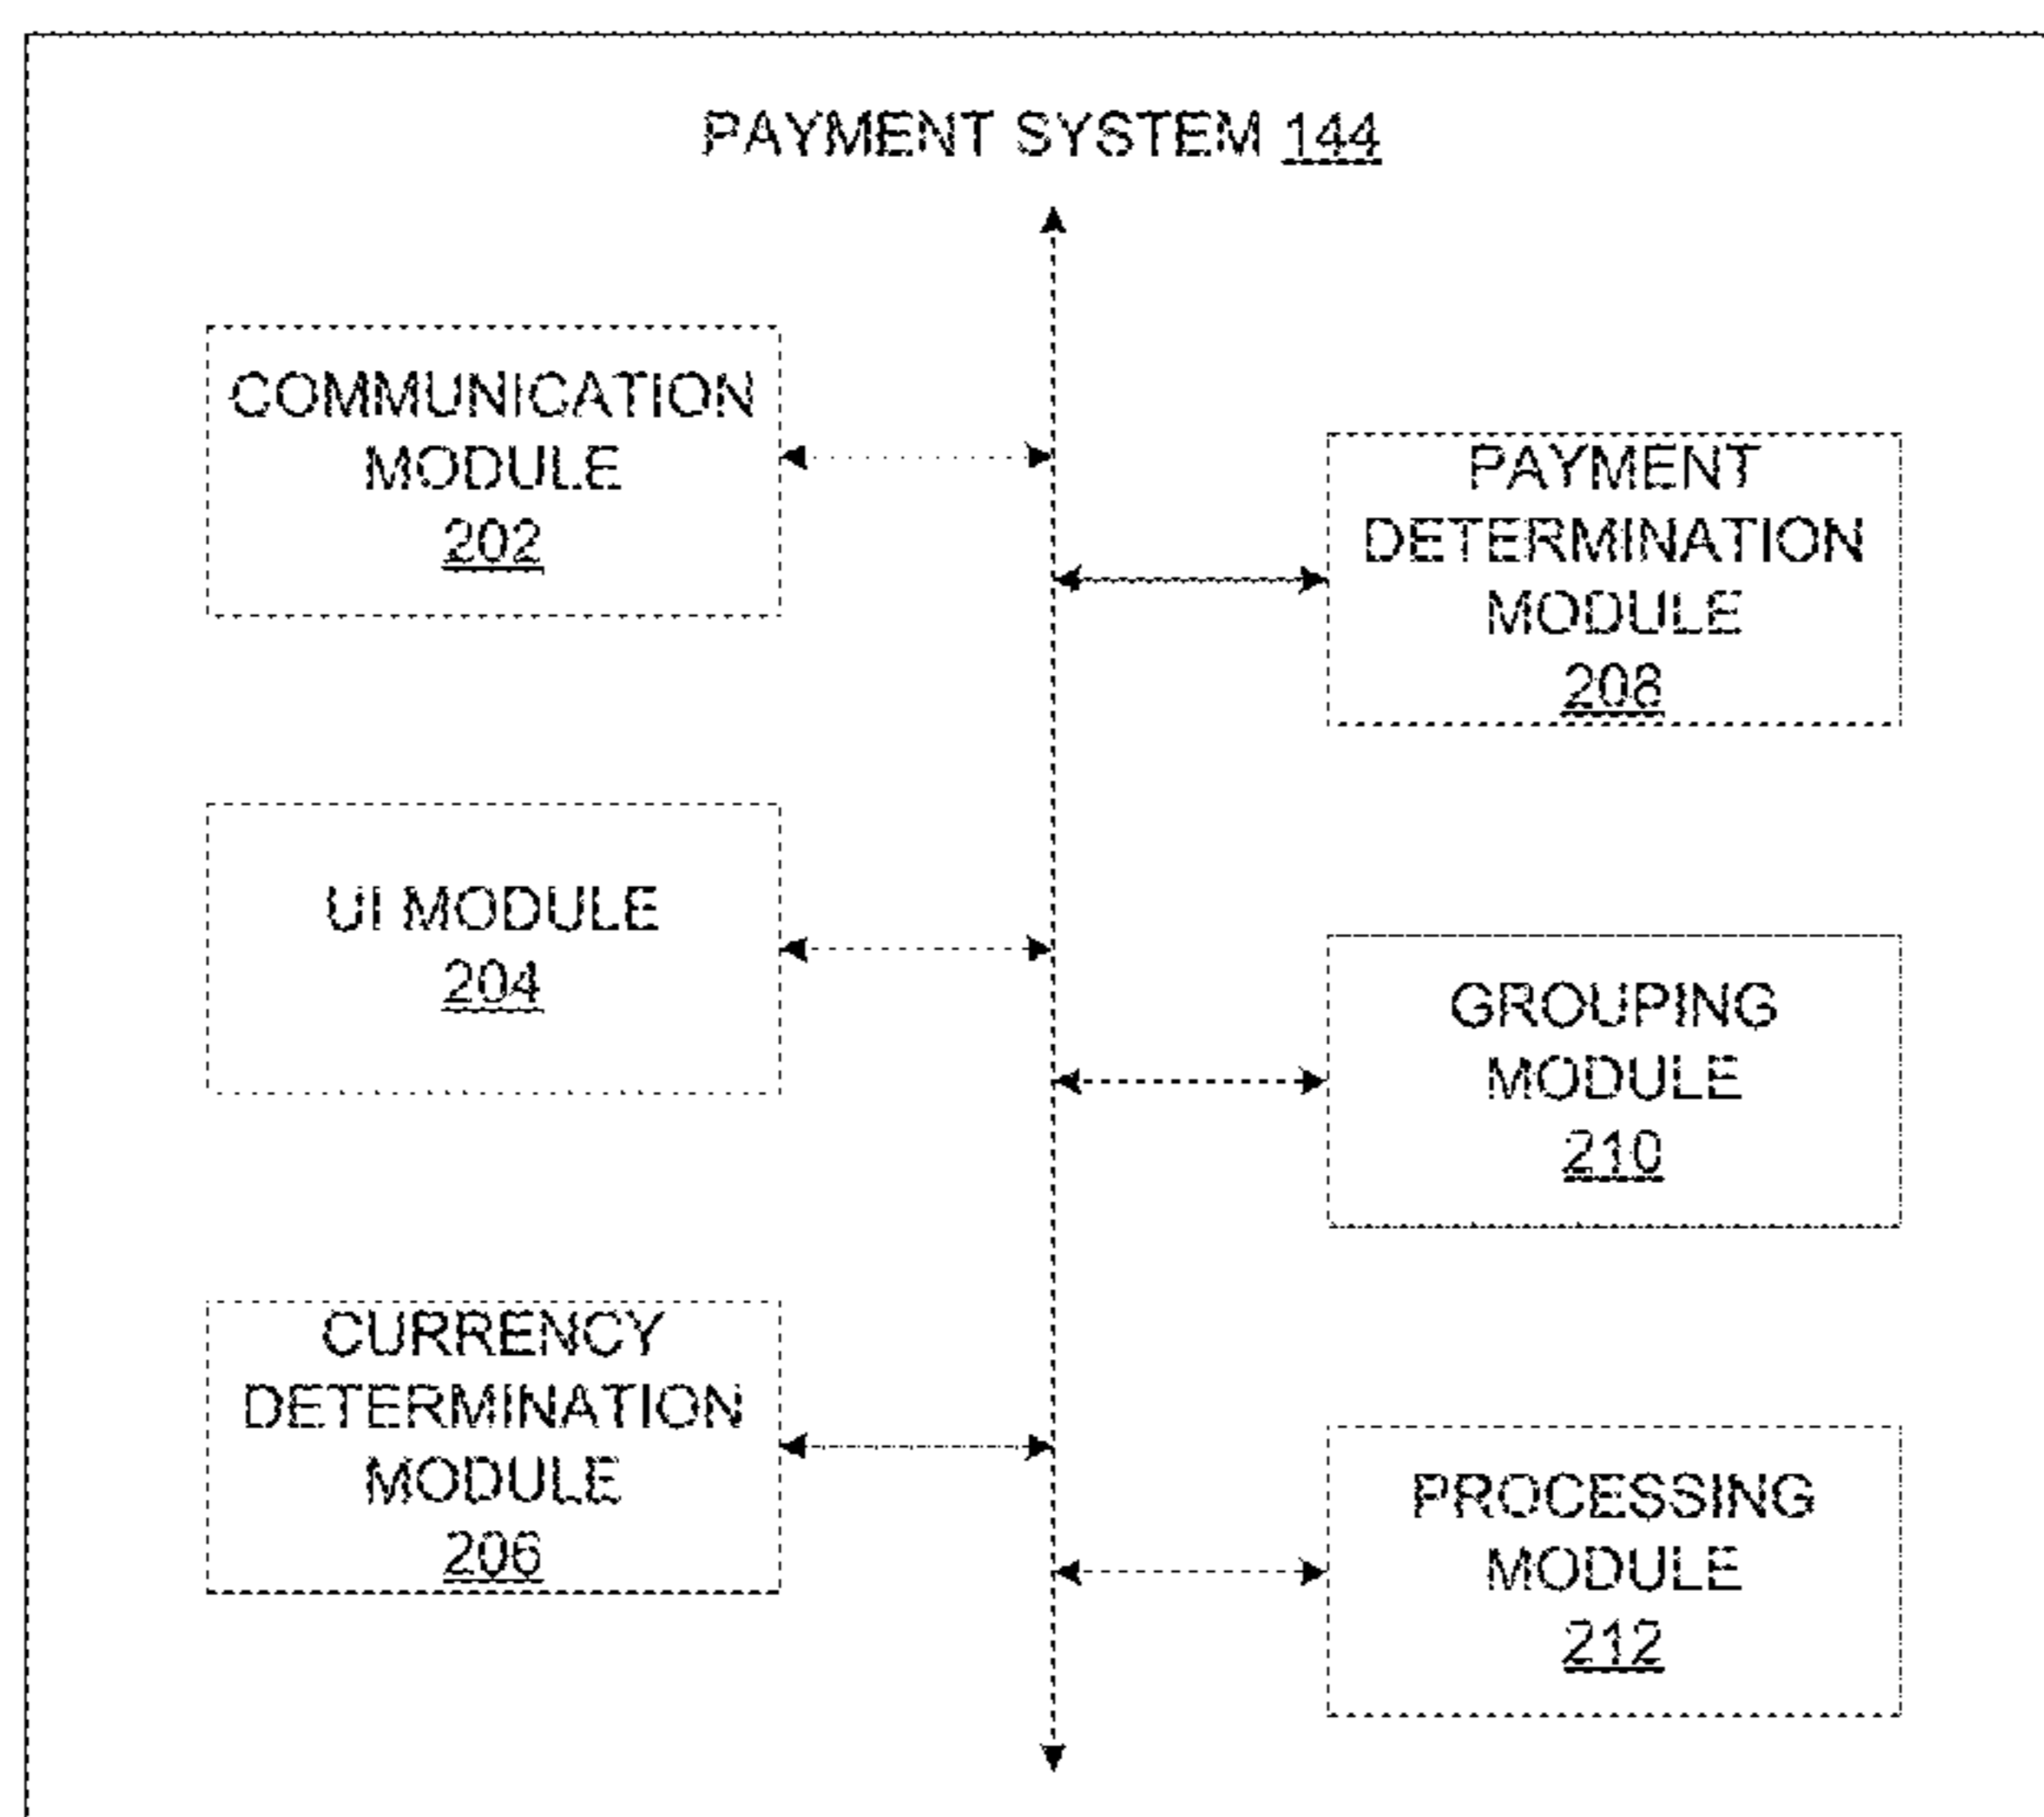 PAYMENT SYSTEM 144
COMMUNICATION
MODULE
202
UI MODULE
204
CURRENCY
DETERMINATION
MODULE
206
PAYMENT
DETERMINATION
MODULE
208
GROUPING
MODULE
210
PROCESSING
MODULE
212